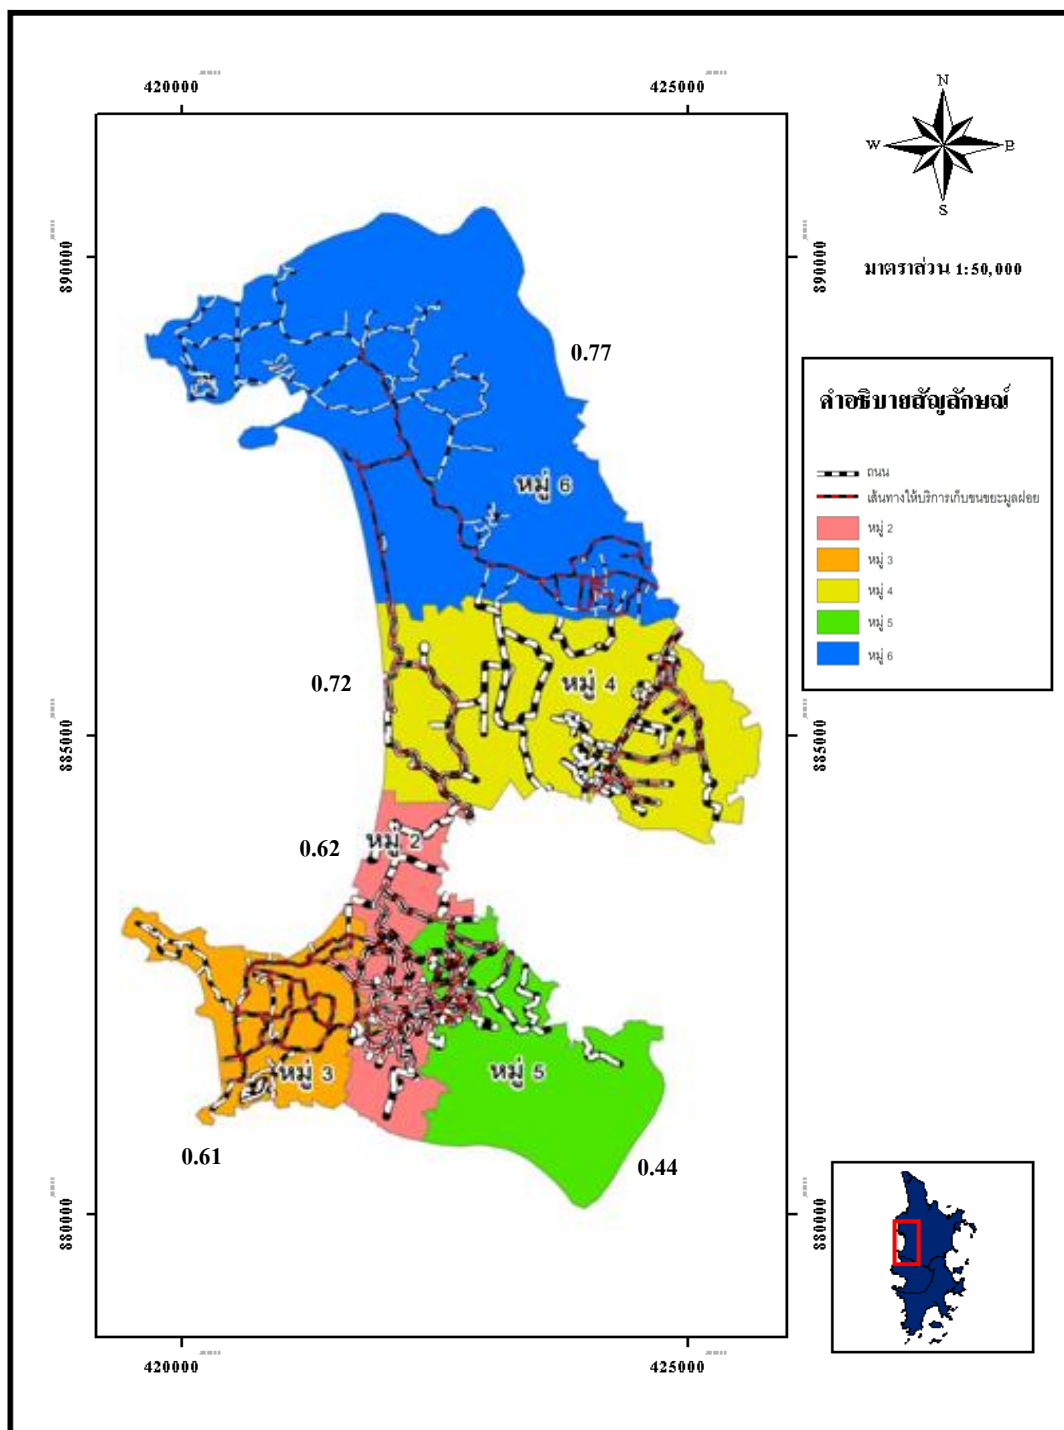 420000
425000
N
W
E
S
890000
890000
มาตราส่วน 1:50,000
0.77
คำอธิบายสัญลักษณ์
ถนน
เส้นทางให้บริการเก็บขนขยะมูลฝอย
หมู่ 2
หมู่ 3
หมู่ 4
หมู่ 5
หมู่ 6
หมู่ 6
0.72
หมู่ 4
885000
885000
0.62
หมู่ 2
หมู่ 3
หมู่ 5
0.61
0.44
880000
880000
420000
425000